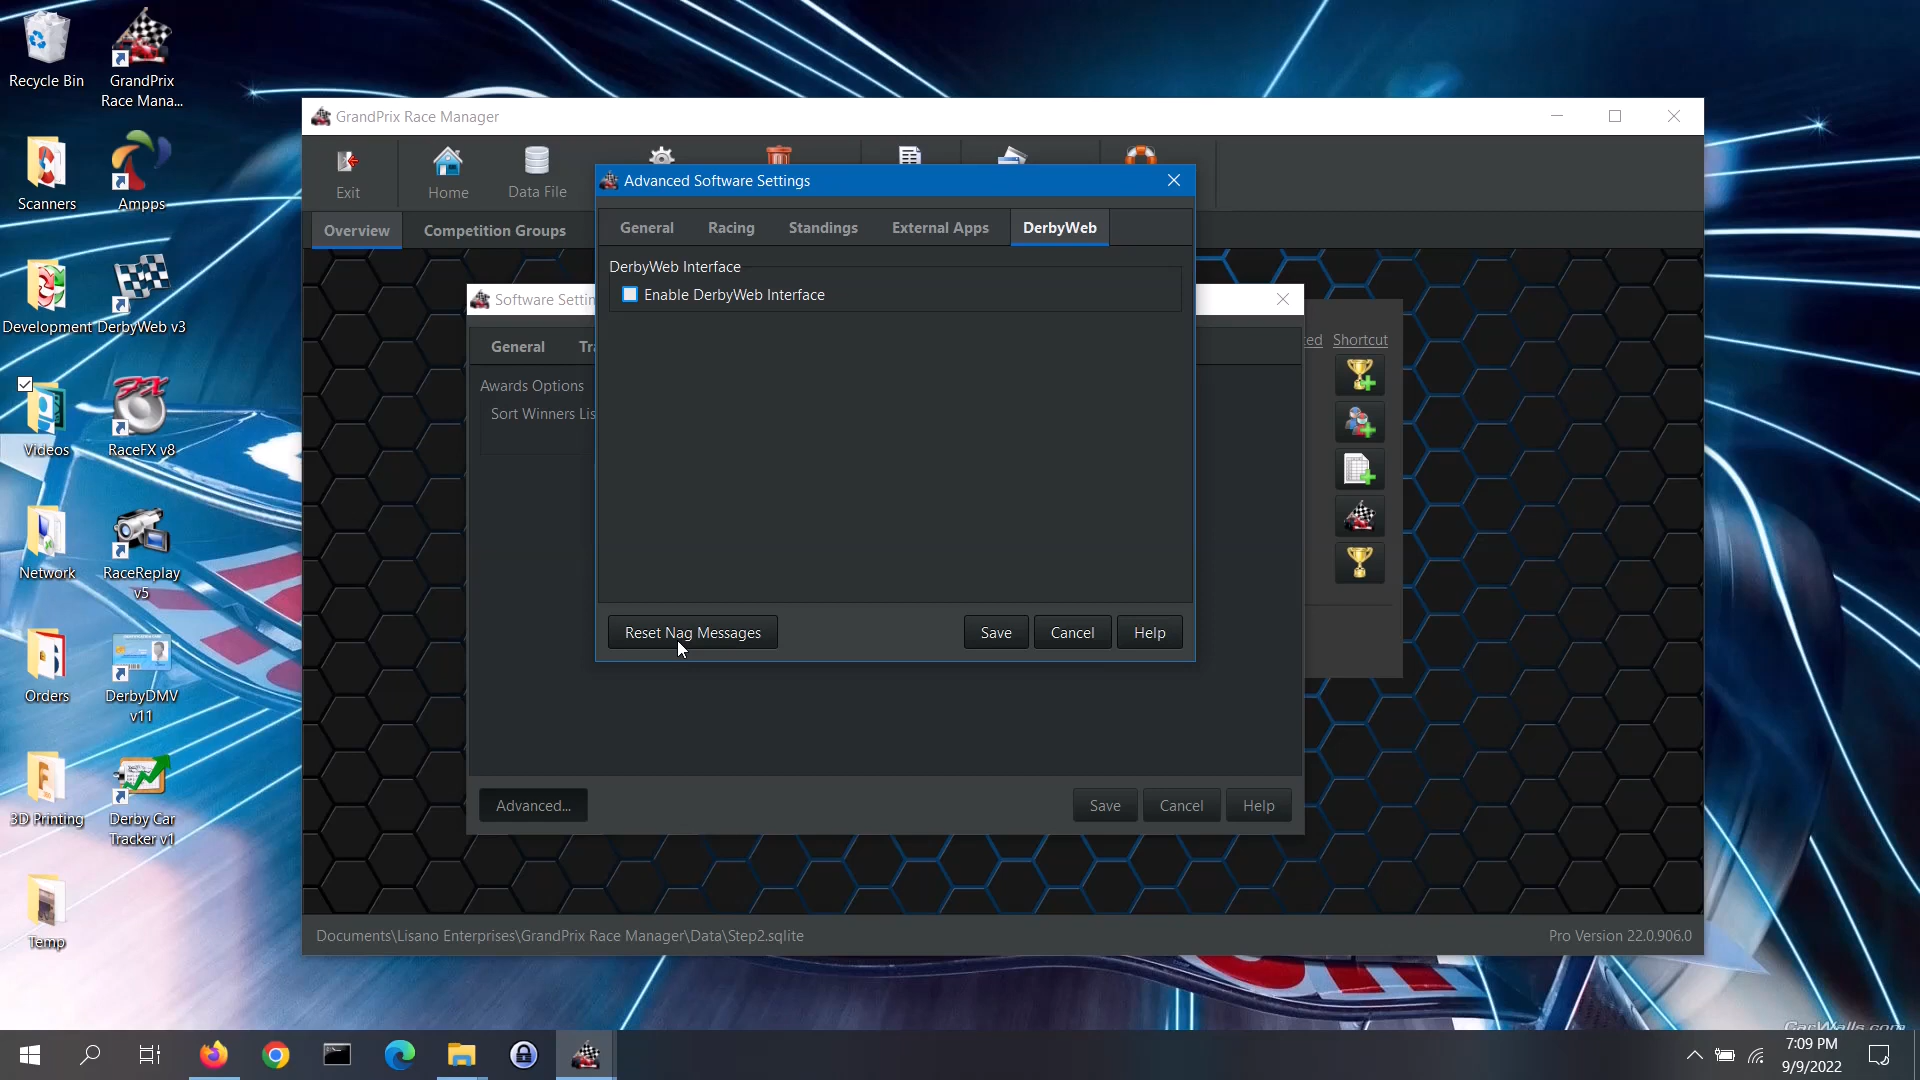 Recycle Bin
GrandPrix
Race Mana...
Scanners
Ampps
Development
DerbyWeb v3
Videos
RaceFX v8
Network
RaceReplay
v5
Orders
DerbyDMV
v11
3D Printing
Derby Car
Tracker v1
Temp
GrandPrix Race Manager
Exit
Home
Data File
Overview
Competition Groups
Advanced Software Settings
General
Racing
Standings
External Apps
DerbyWeb
DerbyWeb Interface
Enable DerbyWeb Interface
Reset Nag Messages
Save
Cancel
Help
Software Settin
General
Tra
Awards Options
Sort Winners Lis
Advanced...
Save
Cancel
Help
ted
Shortcut
Documents\Lisano Enterprises\GrandPrix Race Manager\Data\Step2.sqlite
Pro Version 22.0.906.0
CarWalls.com
7:09 PM
9/9/2022